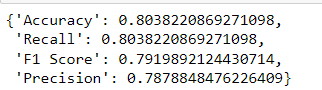 {'Accuracy': 0.8038220869271098,
'Recall': 0.8038220869271098,
'F1 Score': 0.7919892124430714,
'Precision': 0.7878848476226409}